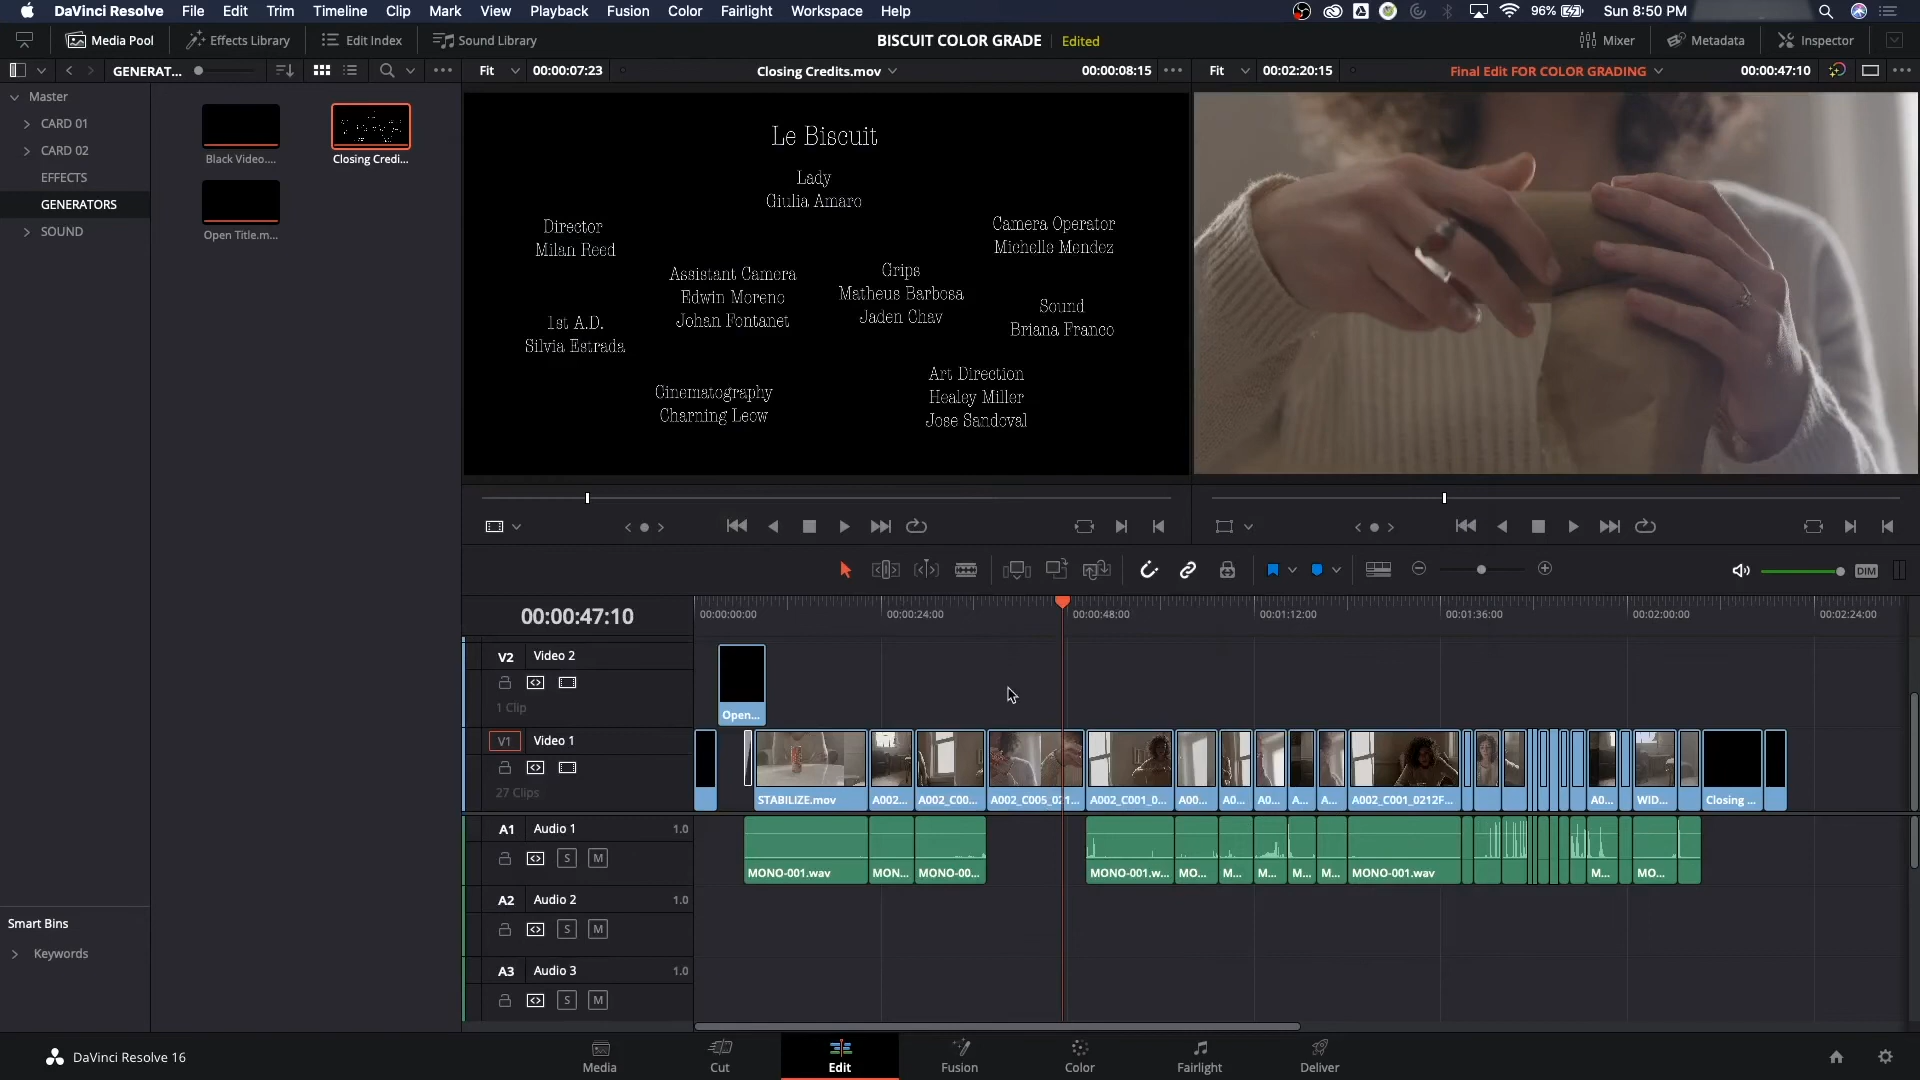 DaVinci Resolve File Edit Trim Timeline Clip Mark View Playback Fusion Color Fairlight Workspace Help 96% Sun 8:50 PM
Media Pool Effects Library Edit Index Sound Library BISCUIT COLOR GRADE Edited Mixer Metadata Inspector
GENERAT... Fit 00:00:07:23 Closing Credits.mov 00:00:08:15 Fit 00:02:20:15 Final Edit FOR COLOR GRADING 00:00:47:10
Master
CARD 01
CARD 02
EFFECTS
GENERATORS
SOUND
Black Video....
Closing Credi...
Open Title.m...
Le Biscuit
Lady
Giulia Amaro
Director
Milan Reed
Camera Operator
Michelle Mendez
Assistant Camera
Edwin Moreno
Johan Fontanet
Grips
Matheus Barbosa
Jaden Chav
Sound
Briana Franco
1st A.D.
Silvia Estrada
Cinematography
Charning Leow
Art Direction
Healey Miller
Jose Sandoval
DIM
00:00:47:10
00:00:00:00 00:00:24:00 00:00:48:00 00:01:12:00 00:01:36:00 00:02:00:00 00:02:24:00
V2 Video 2
1 Clip
Open...
V1 Video 1
27 Clips
STABILIZE.mov A002... A002_C00... A002_C005_021... A002_C001_0... A00... A0... A0... A... A... A002_C001_0212F... A0... WID... Closing ...
A1 Audio 1 1.0
S M
MONO-001.wav MON... MONO-00... MONO-001.w... MO... M... M... M... M... MONO-001.wav M... MO...
A2 Audio 2 1.0
S M
A3 Audio 3 1.0
S M
Smart Bins
Keywords
DaVinci Resolve 16
Media Cut Edit Fusion Color Fairlight Deliver